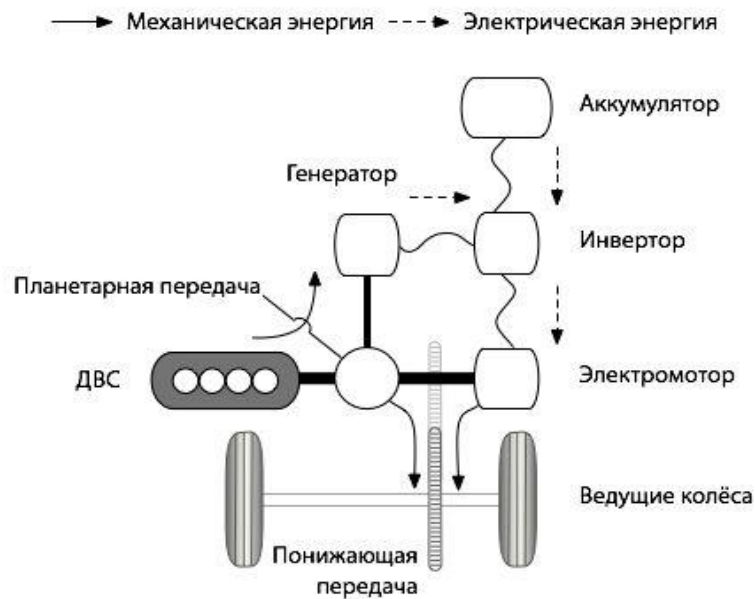 Механическая энергия
Электрическая энергия
Аккумулятор
Генератор
Инвертор
Планетарная передача
ДВС
Электромотор
Ведущие колёса
Понижающая
передача